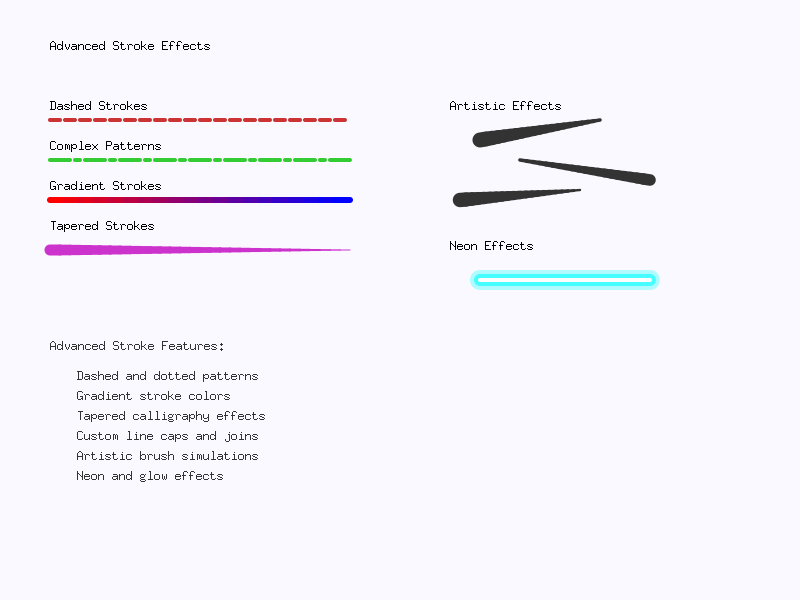 Advanced Stroke Effects
Dashed Strokes
Complex Patterns
Gradient Strokes
Tapered Strokes
Artistic Effects
Neon Effects
Advanced Stroke Features:
Dashed and dotted patterns
Gradient stroke colors
Tapered calligraphy effects
Custom line caps and joins
Artistic brush simulations
Neon and glow effects